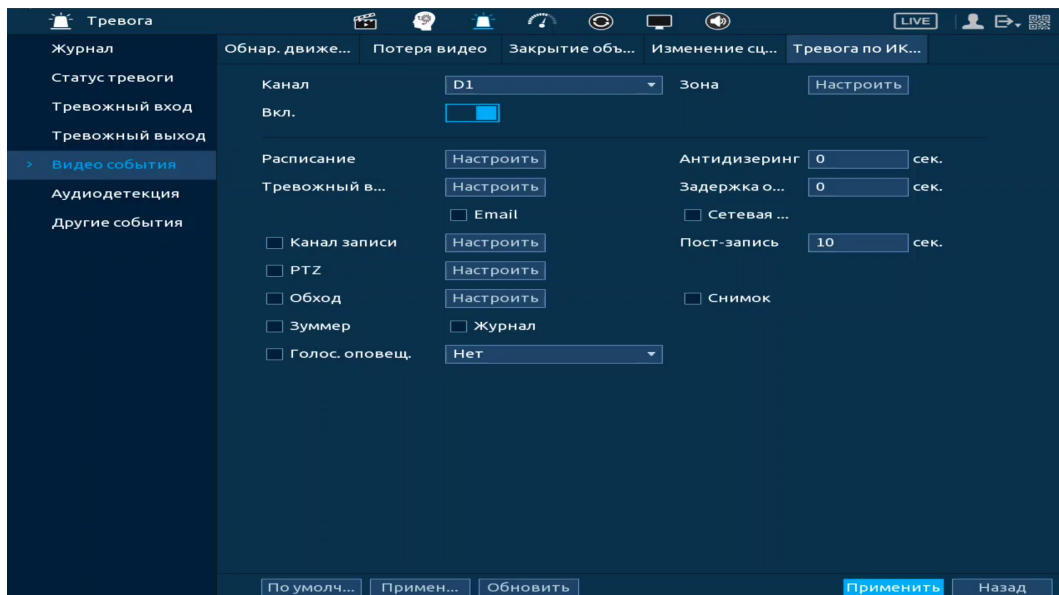 Тревога
LIVE
Журнал
Статус тревоги
Тревожный вход
Тревожный выход
> Видео события
Аудиодетекция
Другие события
Обнар. движе... Потеря видео Закрытие объ... Изменение сц... Тревога по ИК...
Канал D1 Зона Настроить
Вкл.
Расписание Настроить Антидизеринг 0 сек.
Тревожный в... Настроить Задержка о... 0 сек.
Email Сетевая ...
Канал записи Настроить Пост-запись 10 сек.
PTZ Настроить
Обход Настроить Снимок
Зуммер Журнал
Голос. оповещ. Нет
По умолч... Примен... Обновить Применить Назад